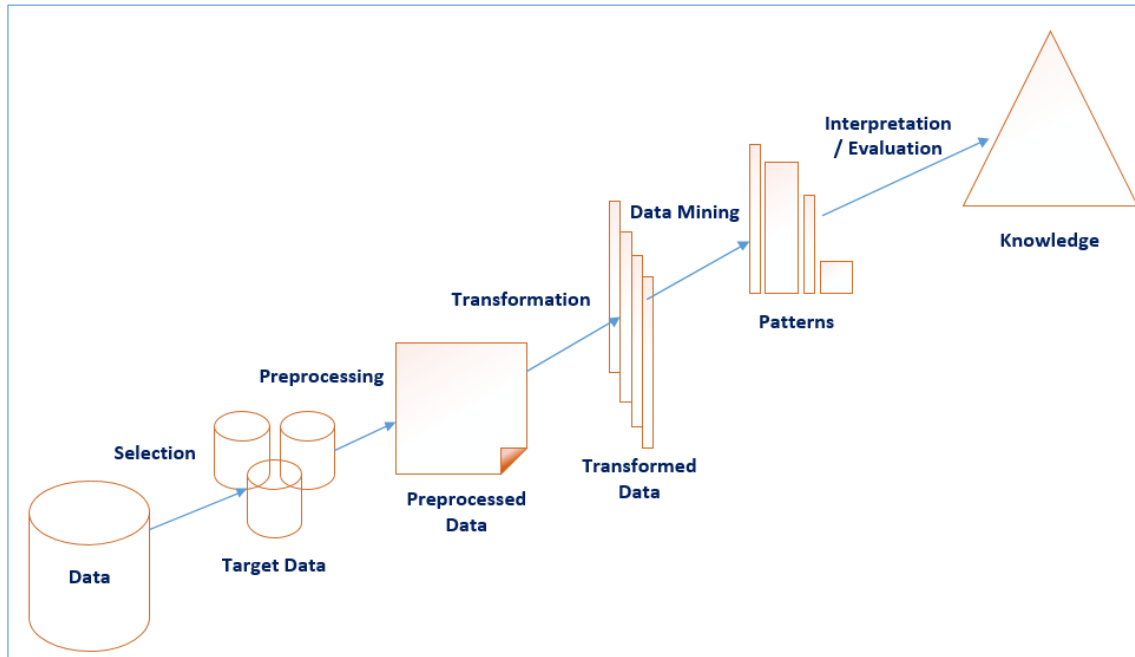 Interpretation
/ Evaluation
Data Mining
Knowledge
Transformation
Patterns
Preprocessing
Selection
Transformed
Data
Preprocessed
Data
Target Data
Data